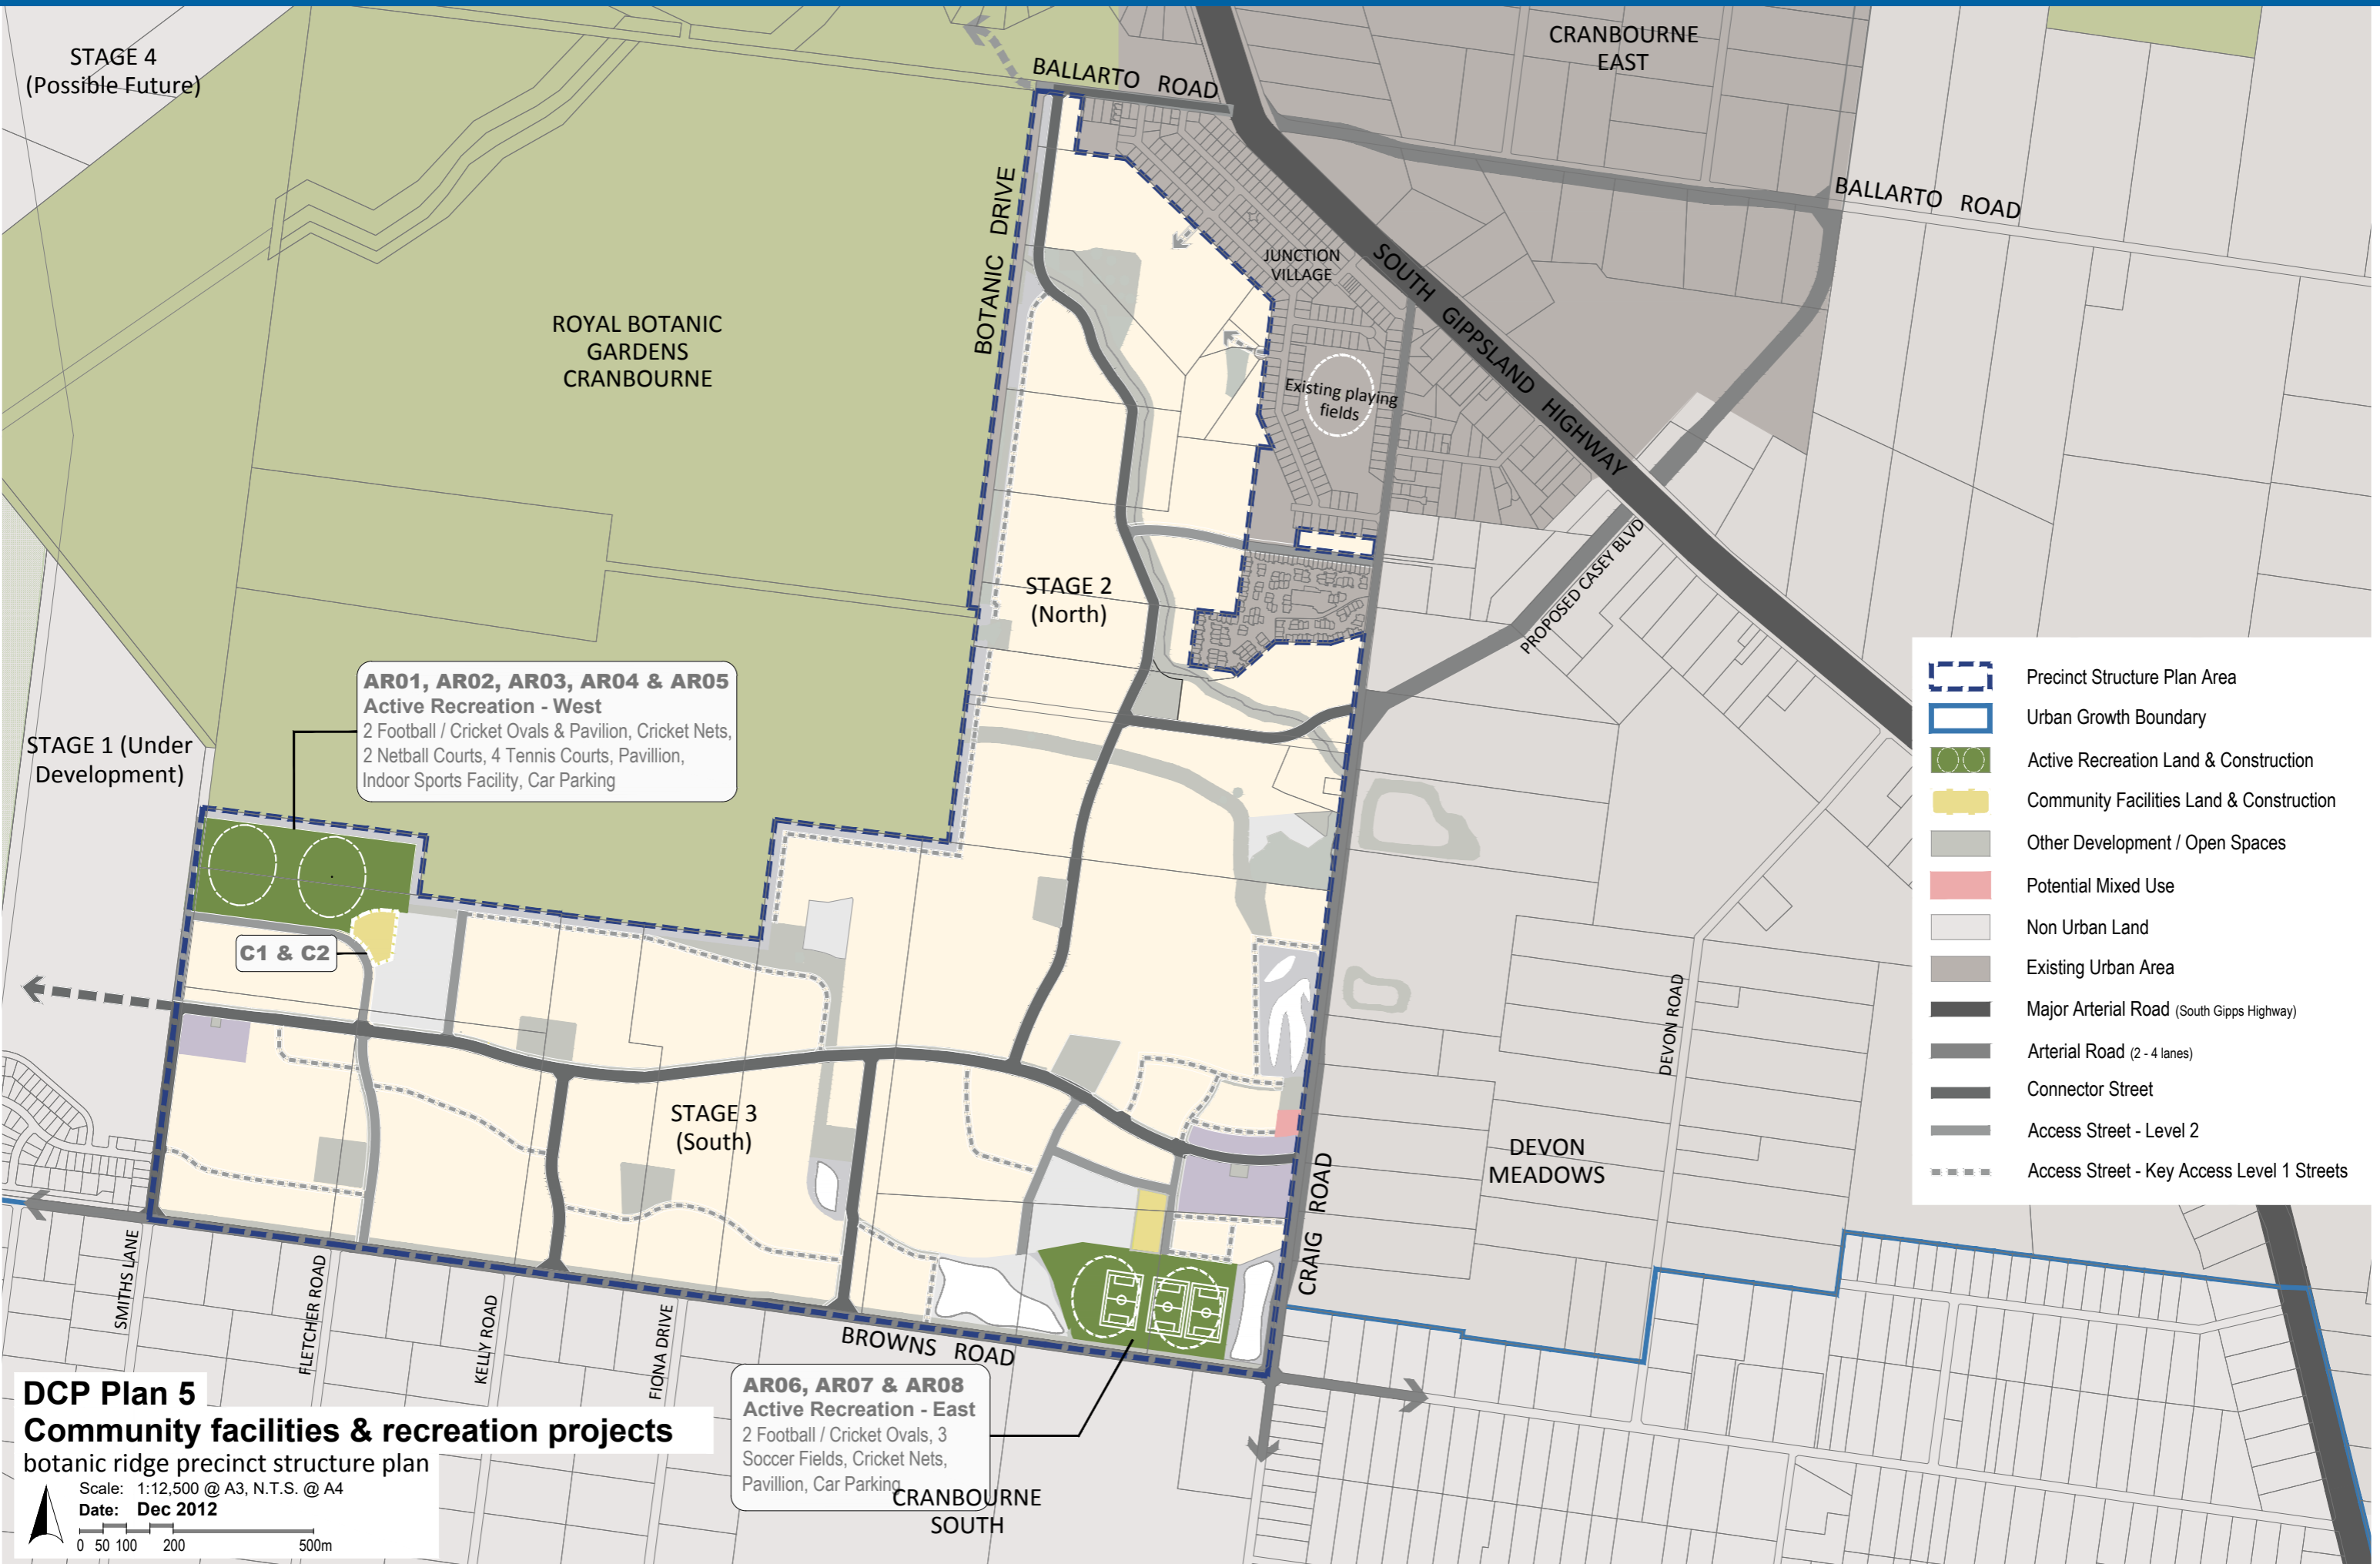 STAGE 4
(Possible Future)
CRANBOURNE
EAST
BALLARTO ROAD
BALLARTO ROAD
BOTANIC DRIVE
JUNCTION
VILLAGE
SOUTH GIPPSLAND HIGHWAY
ROYAL BOTANIC
GARDENS
CRANBOURNE
Existing playing
fields
PROPOSED CASEY BLVD
STAGE 2
(North)
AR01, AR02, AR03, AR04 & AR05
Active Recreation - West
2 Football / Cricket Ovals & Pavilion, Cricket Nets,
2 Netball Courts, 4 Tennis Courts, Pavillion,
Indoor Sports Facility, Car Parking
STAGE 1 (Under
Development)
C1 & C2
STAGE 3
(South)
DEVON ROAD
DEVON
MEADOWS
CRAIG ROAD
SMITHS LANE
FLETCHER ROAD
KELLY ROAD
FIONA DRIVE
BROWNS ROAD
AR06, AR07 & AR08
Active Recreation - East
2 Football / Cricket Ovals, 3
Soccer Fields, Cricket Nets,
Pavillion, Car Parking
CRANBOURNE
SOUTH
Precinct Structure Plan Area
Urban Growth Boundary
Active Recreation Land & Construction
Community Facilities Land & Construction
Other Development / Open Spaces
Potential Mixed Use
Non Urban Land
Existing Urban Area
Major Arterial Road (South Gipps Highway)
Arterial Road (2 - 4 lanes)
Connector Street
Access Street - Level 2
Access Street - Key Access Level 1 Streets
DCP Plan 5
Community facilities & recreation projects
botanic ridge precinct structure plan
Scale: 1:12,500 @ A3, N.T.S. @ A4
Date: Dec 2012
0 50 100 200 500m